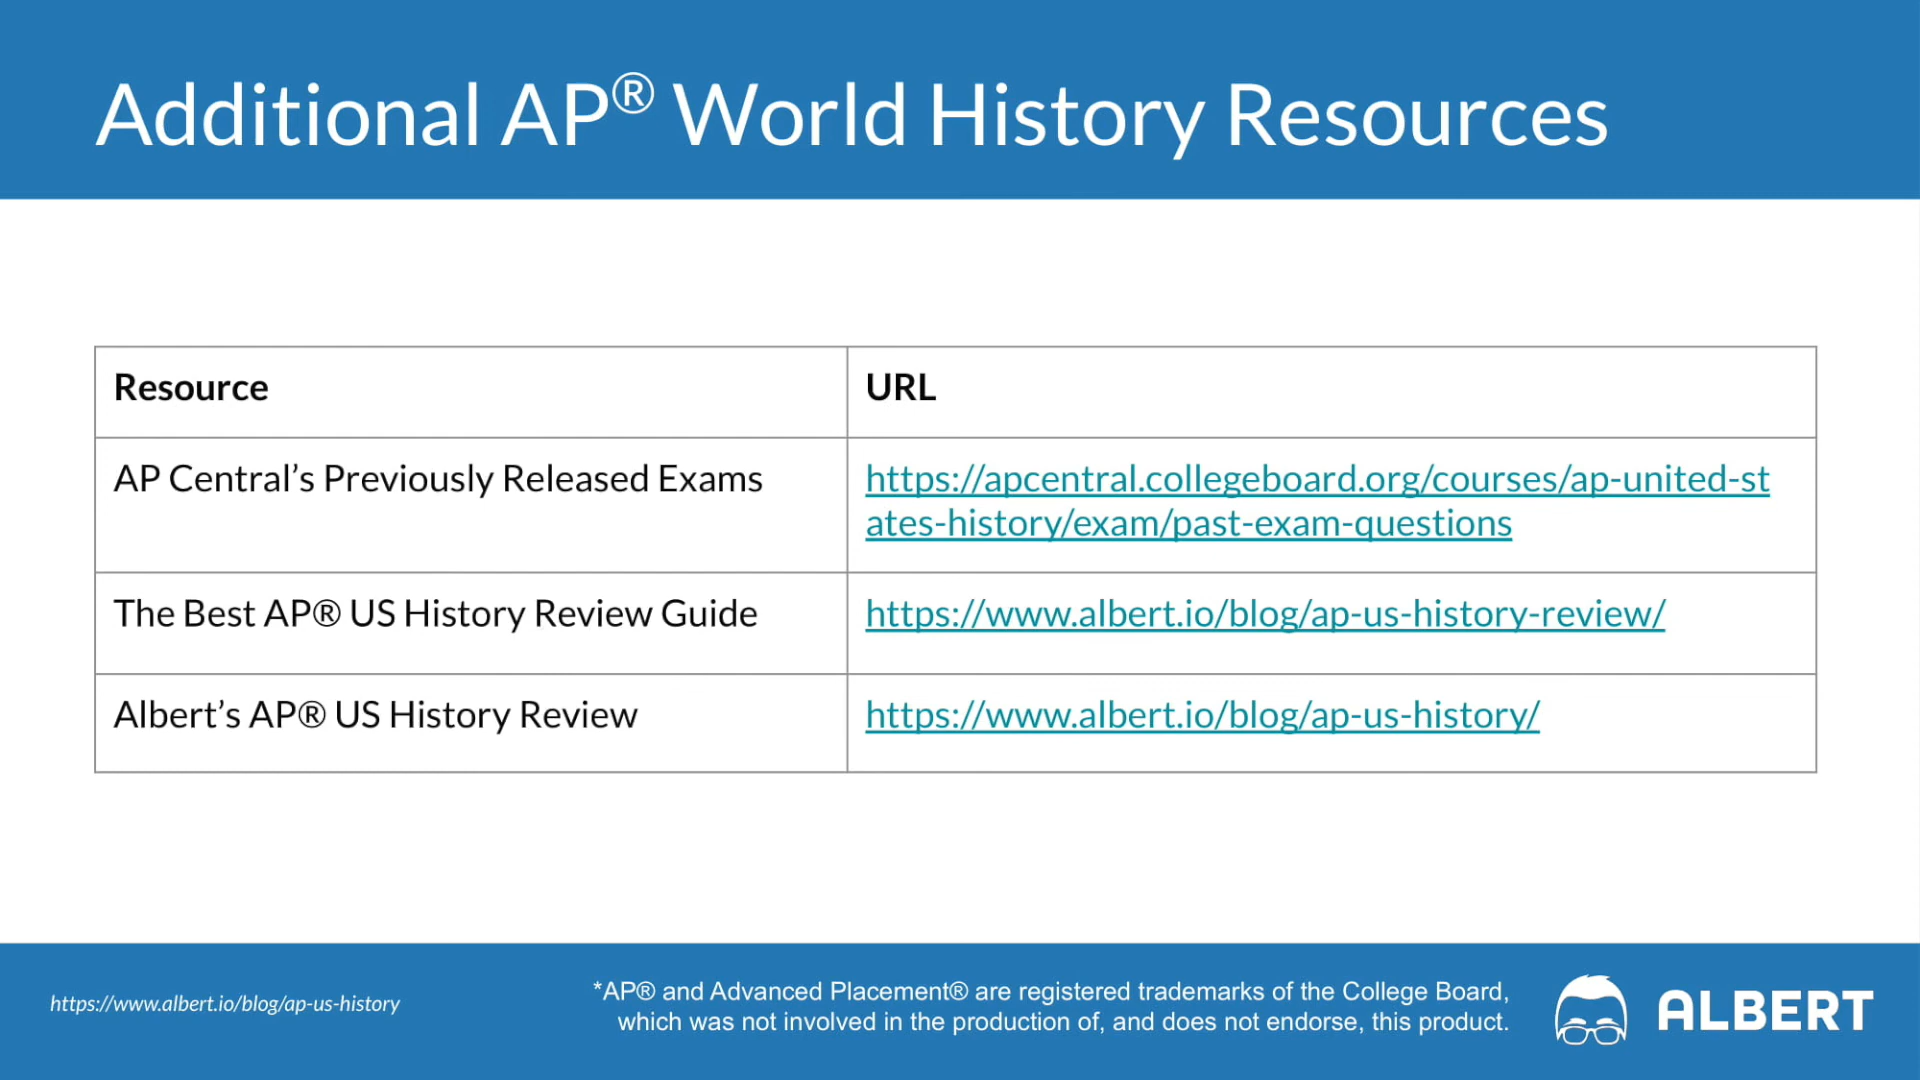 Additional AP® World History Resources
Resource
URL
AP Central’s Previously Released Exams
https://apcentral.collegeboard.org/courses/ap-united-st
ates-history/exam/past-exam-questions
The Best AP® US History Review Guide
https://www.albert.io/blog/ap-us-history-review/
Albert’s AP® US History Review
https://www.albert.io/blog/ap-us-history/
https://www.albert.io/blog/ap-us-history
*AP® and Advanced Placement® are registered trademarks of the College Board,
which was not involved in the production of, and does not endorse, this product.
ALBERT